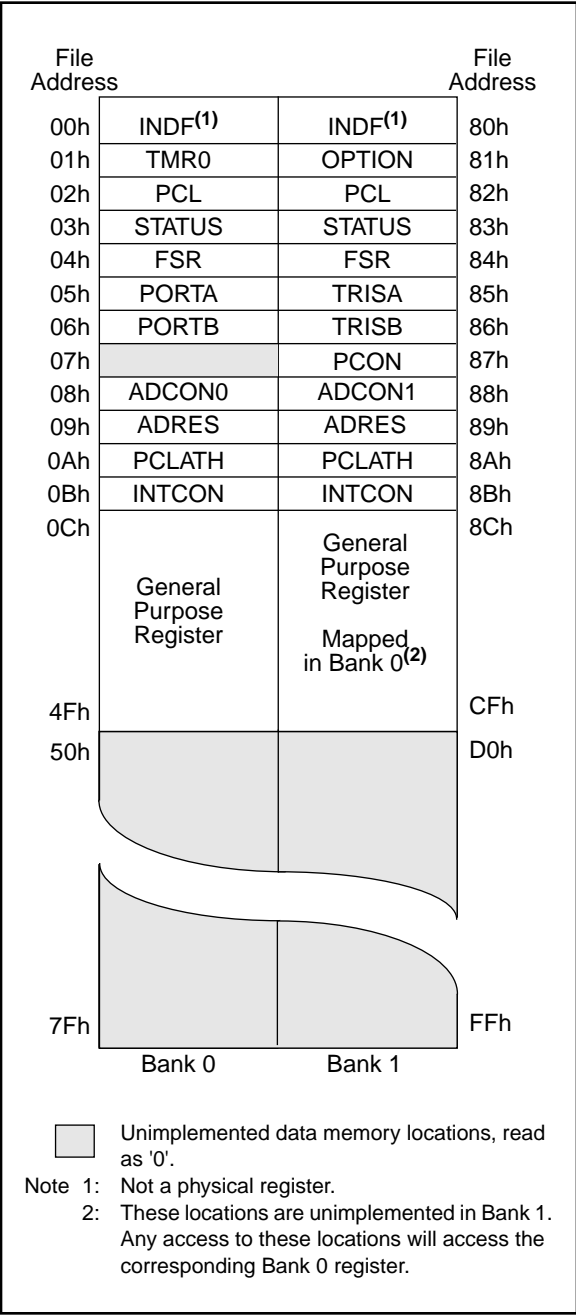 File
Address
File
Address
00h INDF(1) INDF(1) 80h
01h TMR0 OPTION 81h
02h PCL PCL 82h
03h STATUS STATUS 83h
04h FSR FSR 84h
05h PORTA TRISA 85h
06h PORTB TRISB 86h
07h PCON 87h
08h ADCON0 ADCON1 88h
09h ADRES ADRES 89h
0Ah PCLATH PCLATH 8Ah
0Bh INTCON INTCON 8Bh
0Ch 8Ch
General
Purpose
Register
General
Purpose
Register
Mapped
in Bank 0(2)
4Fh CFh
50h D0h
7Fh FFh
Bank 0 Bank 1
Unimplemented data memory locations, read
as '0'.
Note 1: Not a physical register.
2: These locations are unimplemented in Bank 1.
Any access to these locations will access the
corresponding Bank 0 register.